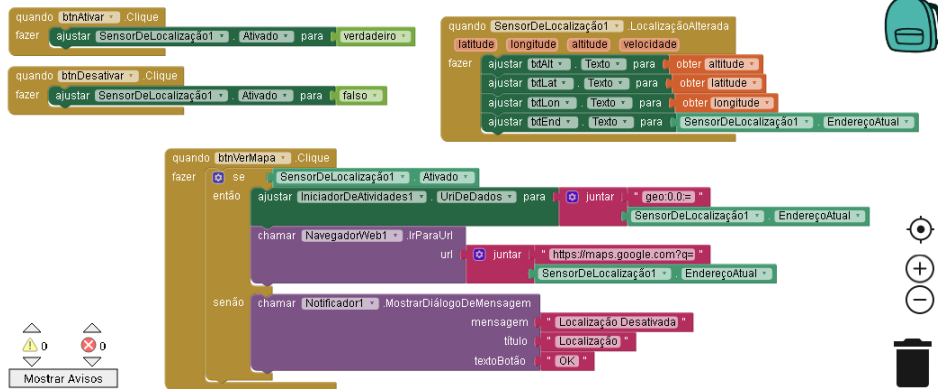 quando btnAtivar .Clique
fazer ajustar SensorDeLocalização1 . Ativado para verdadeiro
quando btnDesativar .Clique
fazer ajustar SensorDeLocalização1 . Ativado para falso
quando SensorDeLocalização1 .LocalizaçãoAlterada
latitude longitude altitude velocidade
fazer ajustar txtAlt . Texto para obter altitude
ajustar txtLat . Texto para obter latitude
ajustar txtLon . Texto para obter longitude
ajustar txtEnd . Texto para SensorDeLocalização1 . EndereçoAtual
quando btnVerMapa .Clique
fazer se SensorDeLocalização1 . Ativado
então ajustar IniciadorDeAtividades1 . UriDeDados para juntar " geo:0.0:= "
SensorDeLocalização1 . EndereçoAtual
chamar NavegadorWeb1 .IrParaUrl
url juntar " https://maps.google.com?q= "
SensorDeLocalização1 . EndereçoAtual
senão chamar Notificador1 .MostrarDiálogoDeMensagem
mensagem " Localização Desativada "
título " Localização "
textoBotão " OK "
0 0
Mostrar Avisos